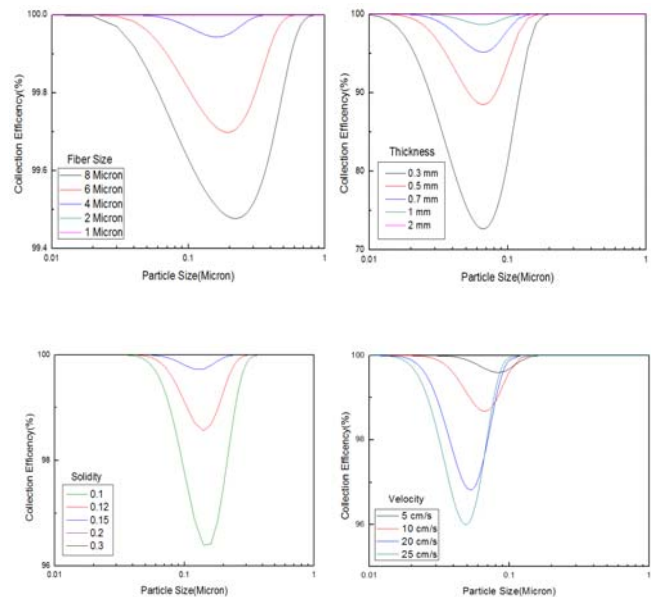 100.0
99.8
99.6
99.4
Collection Efficency(%)
Fiber Size
8 Micron
6 Micron
4 Micron
2 Micron
1 Micron
0.01
0.1
1
Particle Size(Micron)
100
90
80
70
Collection Efficency(%)
Thickness
0.3 mm
0.5 mm
0.7 mm
1 mm
2 mm
0.01
0.1
1
Particle Size(Micron)
100
98
96
Collection Efficency(%)
Solidity
0.1
0.12
0.15
0.2
0.3
0.01
0.1
1
Particle Size(Micron)
100
98
96
Collection Efficency(%)
Velocity
5 cm/s
10 cm/s
20 cm/s
25 cm/s
0.01
0.1
1
Particle Size(Micron)